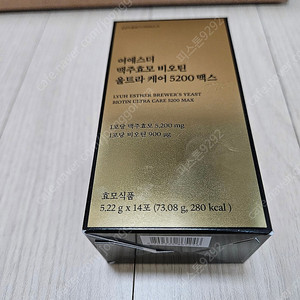 여에스더
맥주효모 비오틴
울트라 케어 5200 맥스
LYUH ESTHER BREWER'S YEAST
BIOTIN ULTRA CARE 5200 MAX
1포당 맥주효모 5,200 mg
1포당 비오틴 900 µg
효모식품
5.22 g x 14포 (73.08 g, 280 kcal)